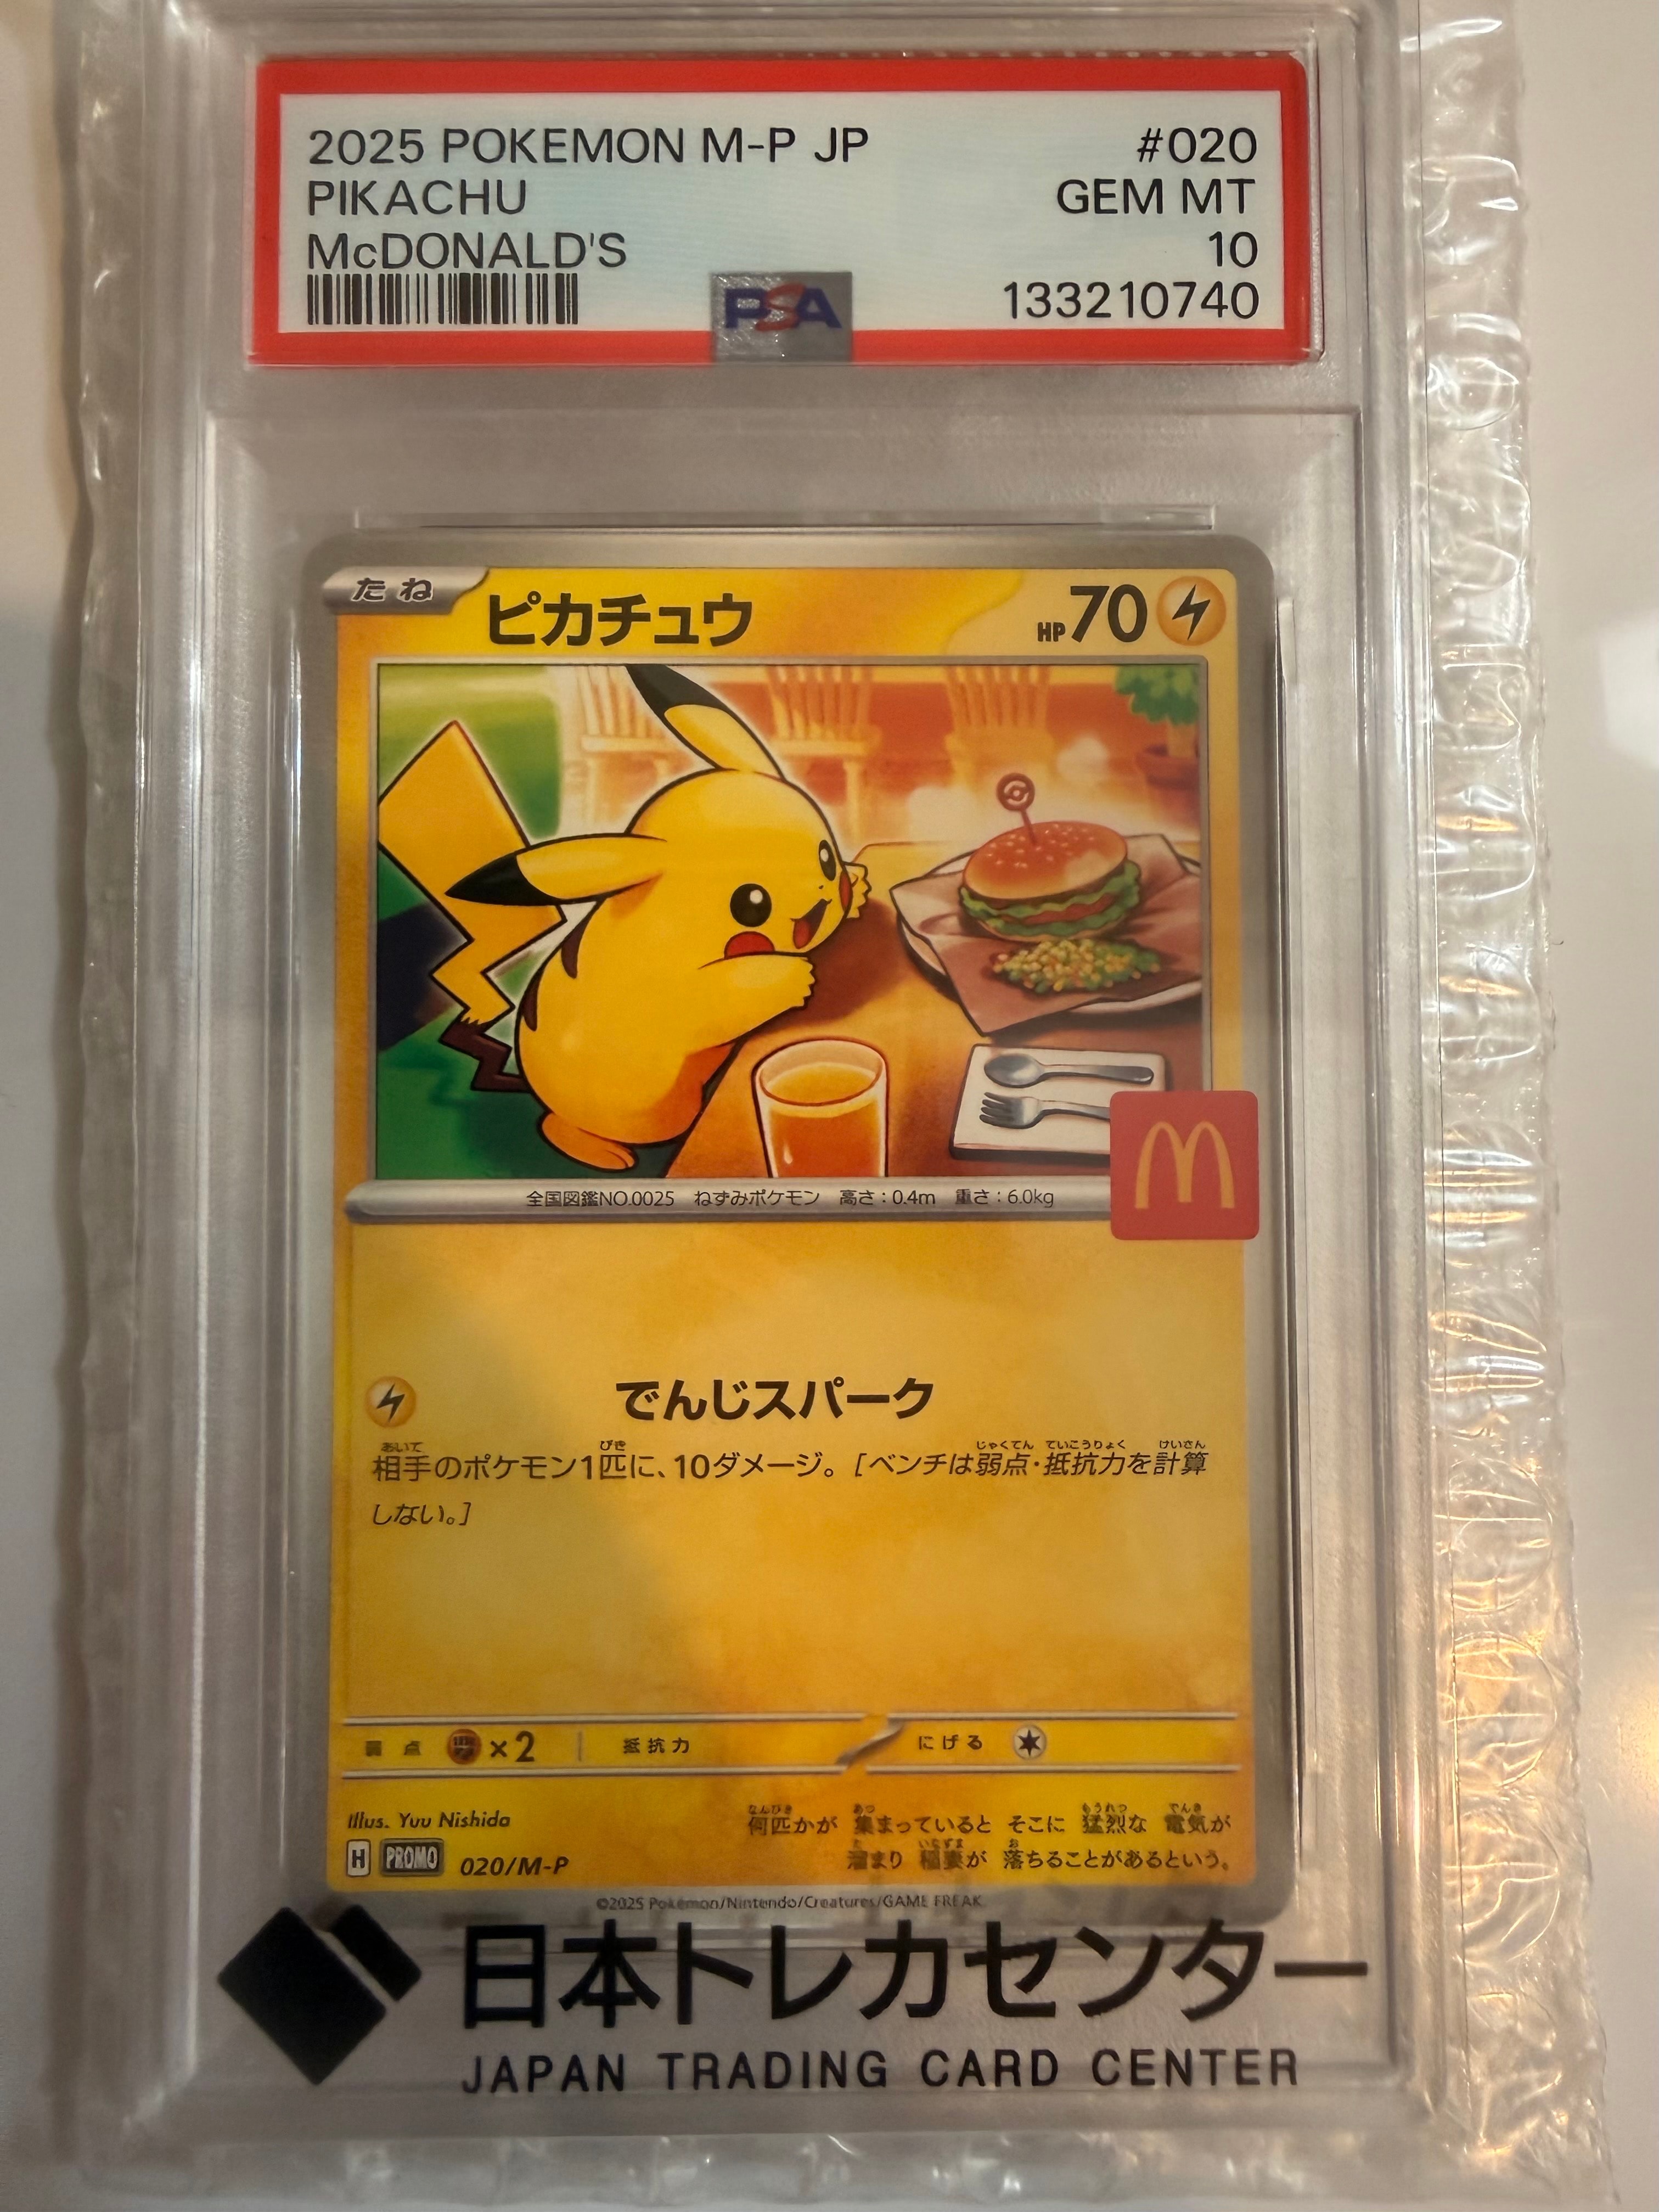 2025 POKEMON M-P JP #020
PIKACHU GEM MT
McDONALD'S 10
PSA 133210740
たね ピカチュウ HP70
全国図鑑NO.0025 ねずみポケモン 高さ：0.4m 重さ：6.0kg
M
でんじスパーク
相手のポケモン1匹に、10ダメージ。［ベンチは弱点・抵抗力を計算
しない。］
弱点 ×2 抵抗力 にげる
Illus. Yuu Nishida
何匹かが 集まっていると そこに 猛烈な 電気が
溜まり 稲妻が 落ちることがあるという。
H PROMO 020/M-P
©2025 Pokémon/Nintendo/Creatures/GAME FREAK
日本トレカセンター
JAPAN TRADING CARD CENTER